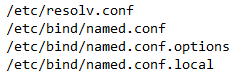 /etc/resolv.conf
/etc/bind/named.conf
/etc/bind/named.conf.options
/etc/bind/named.conf.local